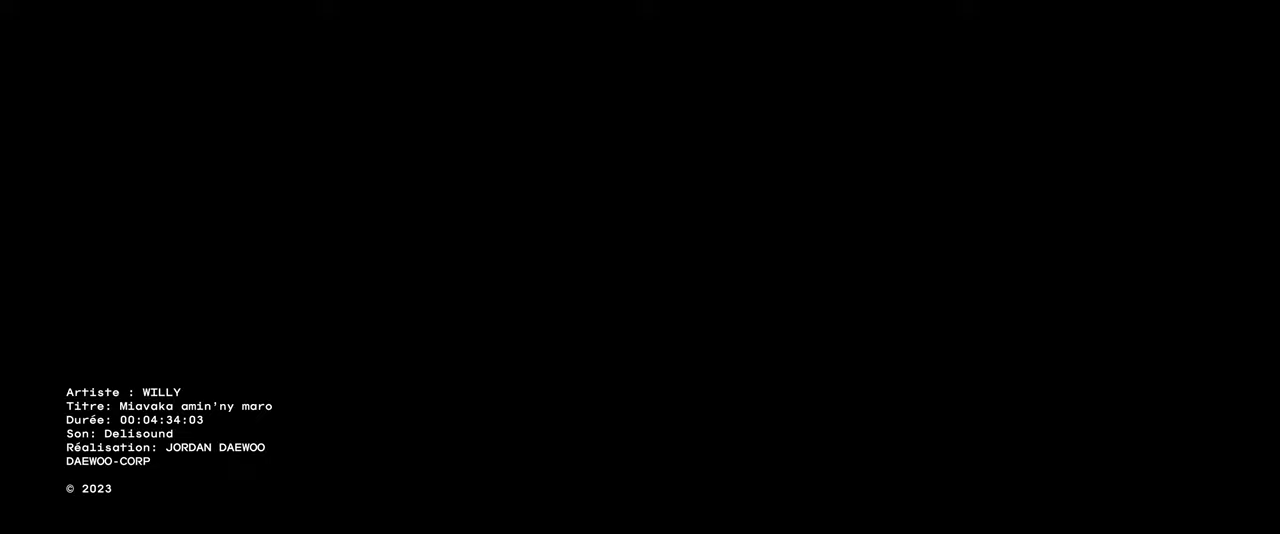 Artiste : WILLY
Titre: Miavaka amin'ny maro
Durée: 00:04:34:03
Son: Delisound
Réalisation: JORDAN DAEWOO
DAEWOO-CORP
© 2023